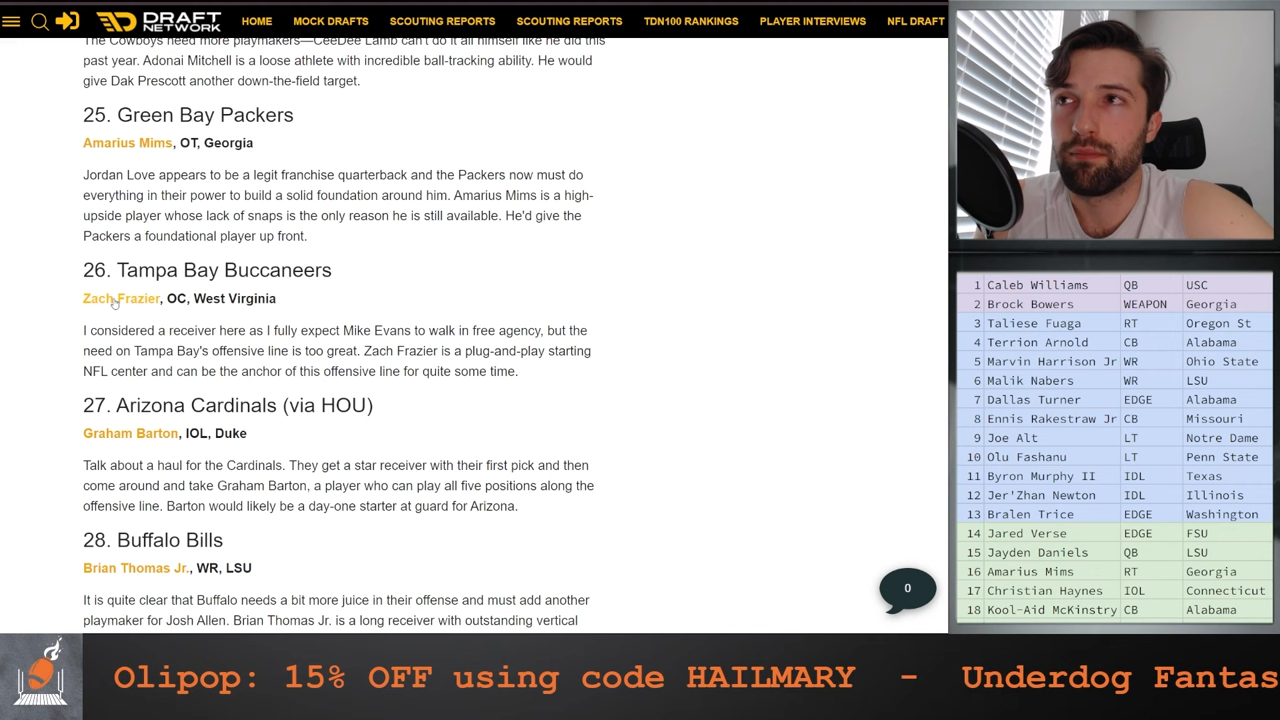 DRAFT NETWORK
HOME
MOCK DRAFTS
SCOUTING REPORTS
SCOUTING REPORTS
TDN100 RANKINGS
PLAYER INTERVIEWS
NFL DRAFT
The Cowboys need more playmakers—CeeDee Lamb can't do it all himself like he did this
past year. Adonai Mitchell is a loose athlete with incredible ball-tracking ability. He would
give Dak Prescott another down-the-field target.
25. Green Bay Packers
Amarius Mims, OT, Georgia
Jordan Love appears to be a legit franchise quarterback and the Packers now must do
everything in their power to build a solid foundation around him. Amarius Mims is a high-
upside player whose lack of snaps is the only reason he is still available. He'd give the
Packers a foundational player up front.
26. Tampa Bay Buccaneers
Zach Frazier, OC, West Virginia
I considered a receiver here as I fully expect Mike Evans to walk in free agency, but the
need on Tampa Bay's offensive line is too great. Zach Frazier is a plug-and-play starting
NFL center and can be the anchor of this offensive line for quite some time.
27. Arizona Cardinals (via HOU)
Graham Barton, IOL, Duke
Talk about a haul for the Cardinals. They get a star receiver with their first pick and then
come around and take Graham Barton, a player who can play all five positions along the
offensive line. Barton would likely be a day-one starter at guard for Arizona.
28. Buffalo Bills
Brian Thomas Jr., WR, LSU
It is quite clear that Buffalo needs a bit more juice in their offense and must add another
playmaker for Josh Allen. Brian Thomas Jr. is a long receiver with outstanding vertical
0
1 Caleb Williams QB USC
2 Brock Bowers WEAPON Georgia
3 Taliese Fuaga RT Oregon St
4 Terrion Arnold CB Alabama
5 Marvin Harrison Jr WR Ohio State
6 Malik Nabers WR LSU
7 Dallas Turner EDGE Alabama
8 Ennis Rakestraw Jr CB Missouri
9 Joe Alt LT Notre Dame
10 Olu Fashanu LT Penn State
11 Byron Murphy II IDL Texas
12 Jer'Zhan Newton IDL Illinois
13 Bralen Trice EDGE Washington
14 Jared Verse EDGE FSU
15 Jayden Daniels QB LSU
16 Amarius Mims RT Georgia
17 Christian Haynes IOL Connecticut
18 Kool-Aid McKinstry CB Alabama
Olipop: 15% OFF using code HAILMARY - Underdog Fantas